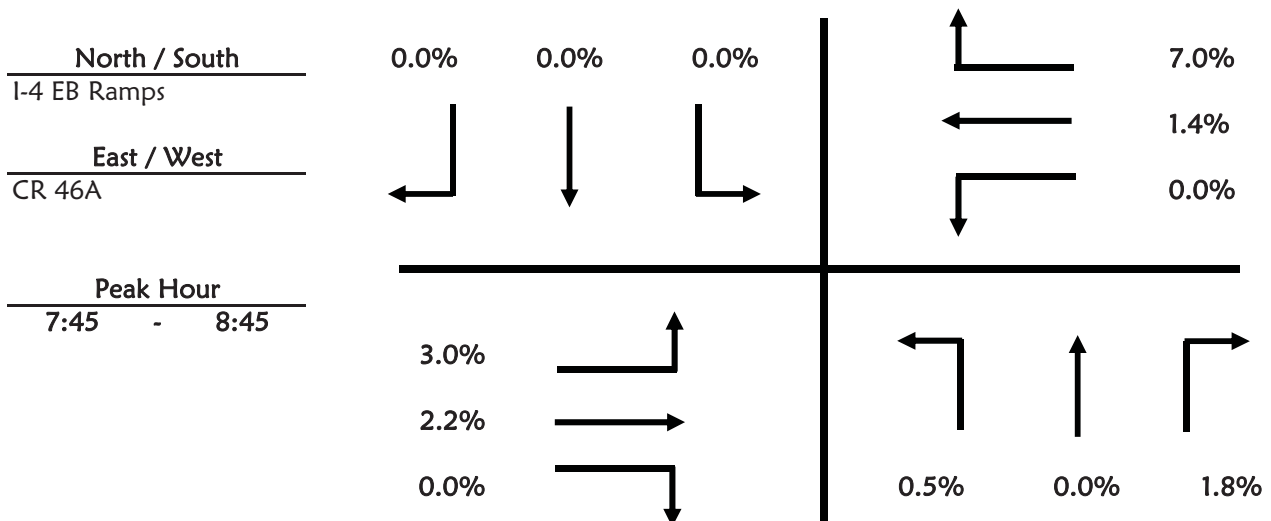 North / South
I-4 EB Ramps
East / West
CR 46A
Peak Hour
7:45 - 8:45
0.0% 0.0% 0.0%
7.0%
1.4%
0.0%
3.0%
2.2%
0.0%
0.5% 0.0% 1.8%